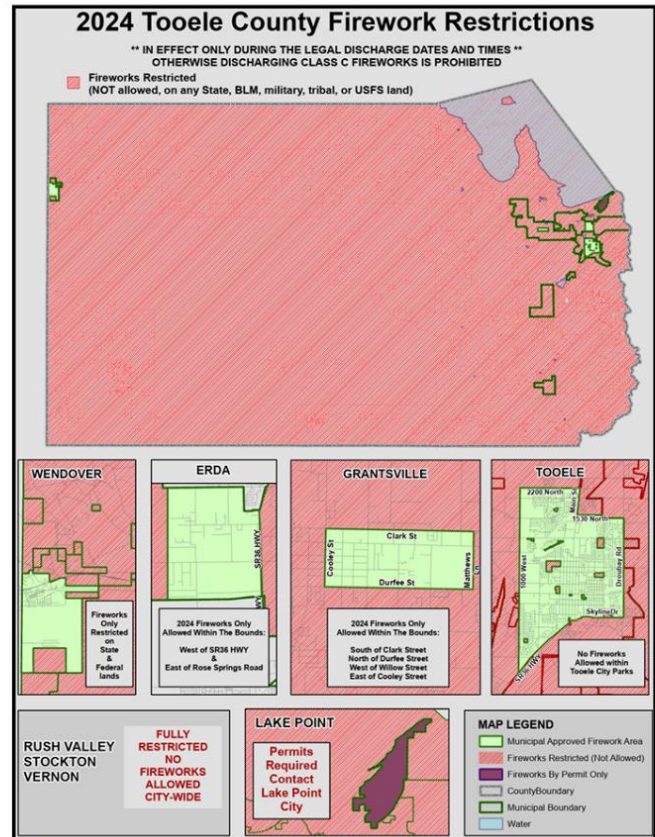 2024 Tooele County Firework Restrictions
** IN EFFECT ONLY DURING THE LEGAL DISCHARGE DATES AND TIMES **
OTHERWISE DISCHARGING CLASS C FIREWORKS IS PROHIBITED
Fireworks Restricted
(NOT allowed, on any State, BLM, military, tribal, or USFS land)
WENDOVER
Fireworks
Only
Restricted
on
State
&
Federal
lands
ERDA
SR36 HWY
2024 Fireworks Only
Allowed Within The Bounds:
West of SR36 HWY
&
East of Rose Springs Road
GRANTSVILLE
Clark St
Cooley St
Durfee St
Matthews
Ln
2024 Fireworks Only
Allowed Within The Bounds:
South of Clark Street
North of Durfee Street
West of Willow Street
East of Cooley Street
TOOELE
2200 North
Main St
1530 North
1000 West
Droubay Rd
SkylineDr
SR36 HWY
No Fireworks
Allowed within
Tooele City Parks
RUSH VALLEY
STOCKTON
VERNON
FULLY
RESTRICTED
NO
FIREWORKS
ALLOWED
CITY-WIDE
LAKE POINT
Permits
Required
Contact
Lake Point
City
MAP LEGEND
Municipal Approved Firework Area
Fireworks Restricted (Not Allowed)
Fireworks By Permit Only
CountyBoundary
Municipal Boundary
Water